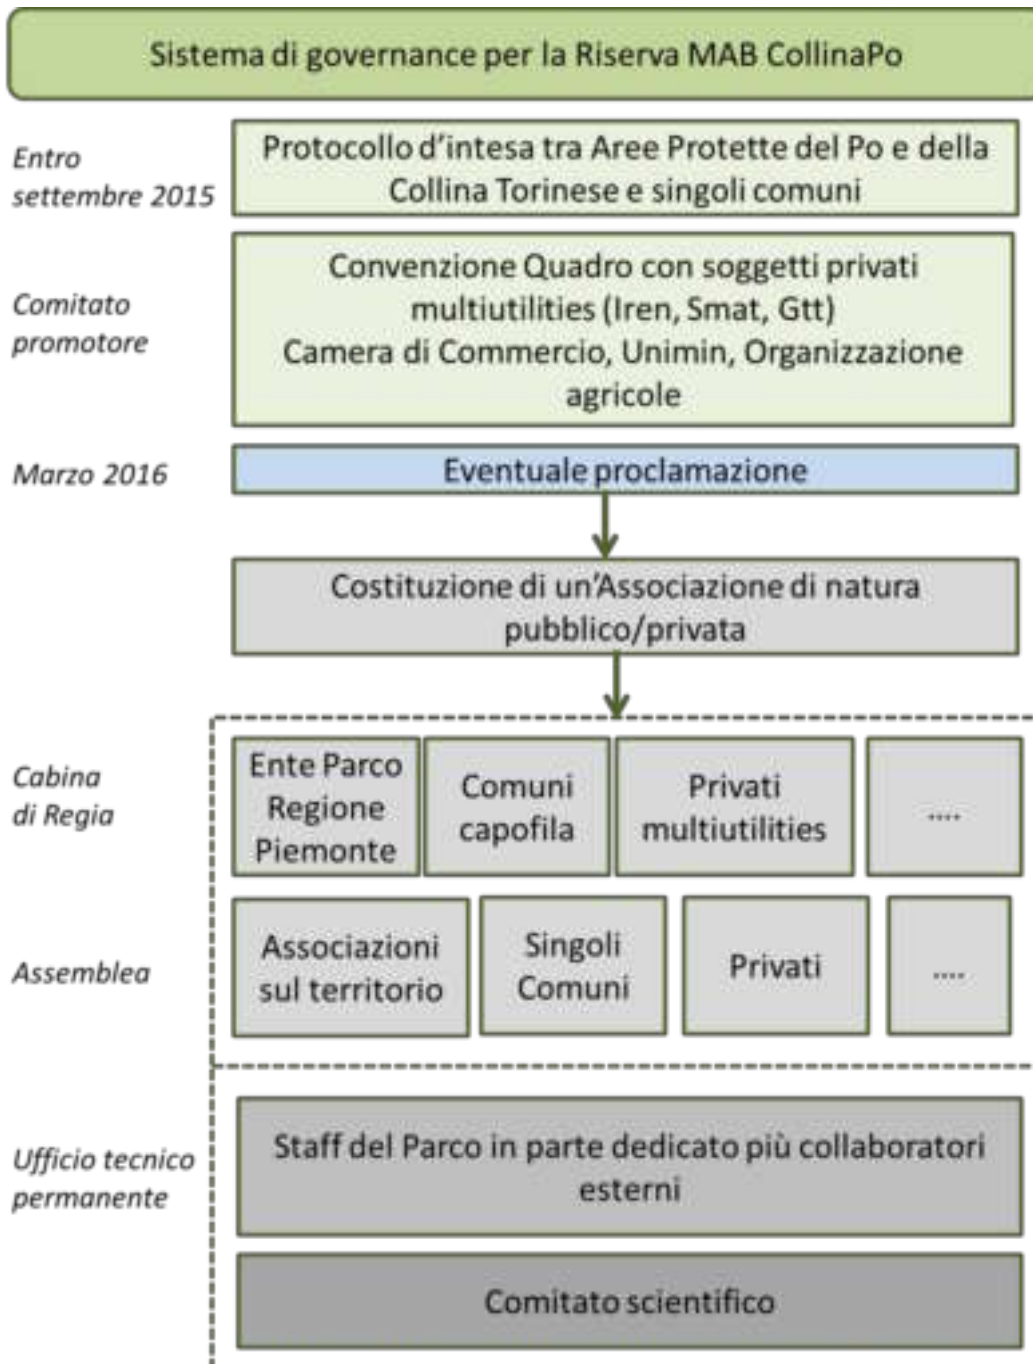 Sistema di governance per la Riserva MAB CollinaPo
Entro
settembre 2015
Protocollo d'intesa tra Aree Protette del Po e della
Collina Torinese e singoli comuni
Comitato
promotore
Convenzione Quadro con soggetti privati
multiutilities (Iren, Smat, Gtt)
Camera di Commercio, Unimin, Organizzazione
agricole
Marzo 2016
Eventuale proclamazione
Costituzione di un'Associazione di natura
pubblico/privata
Cabina
di Regia
Ente Parco
Regione
Piemonte
Comuni
capofila
Privati
multiutilities
....
Assemblea
Associazioni
sul territorio
Singoli
Comuni
Privati
....
Ufficio tecnico
permanente
Staff del Parco in parte dedicato più collaboratori
esterni
Comitato scientifico